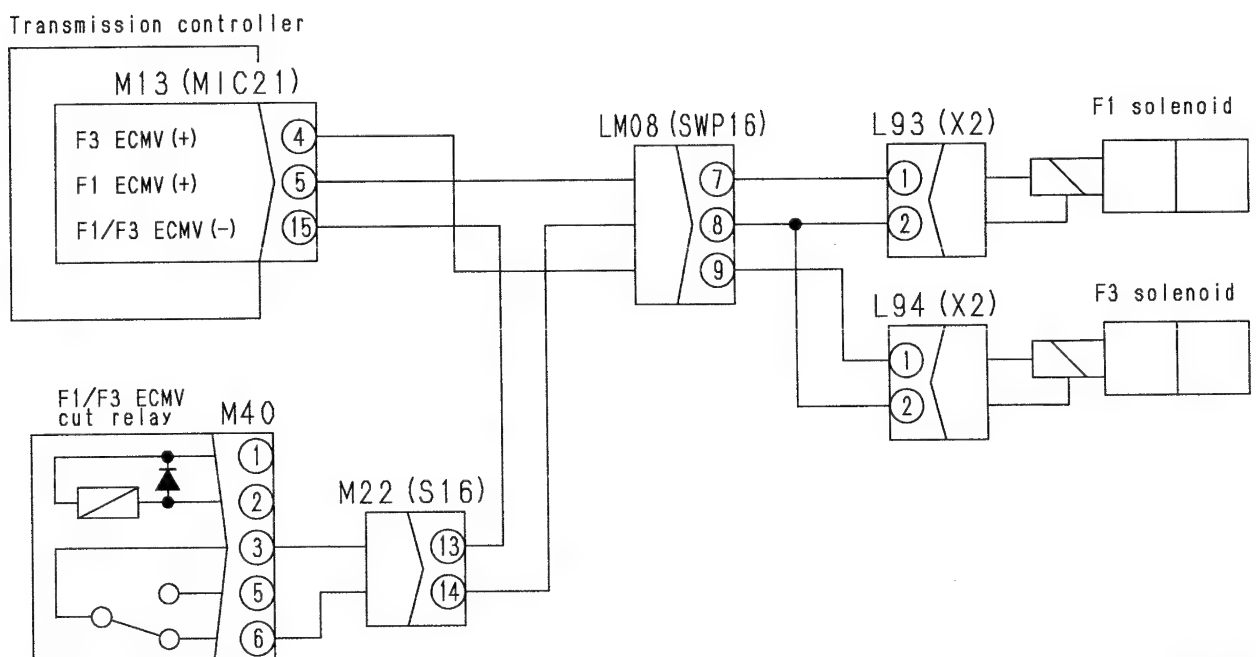 Transmission controller
M13 (MIC21)
F3 ECMV (+)
4
F1 ECMV (+)
5
F1/F3 ECMV (-)
15
LM08 (SWP16)
7
8
9
L93 (X2)
1
2
F1 solenoid
L94 (X2)
1
2
F3 solenoid
F1/F3 ECMV
cut relay
M40
1
2
3
5
6
M22 (S16)
13
14